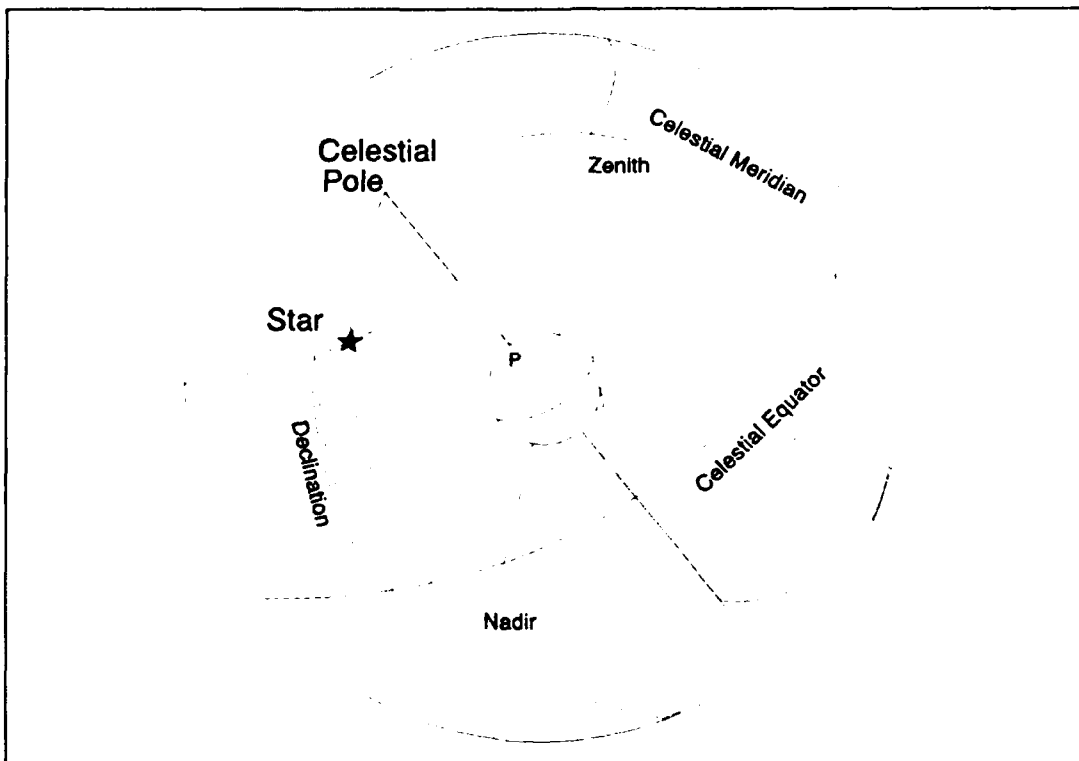 Celestial Meridian
Celestial
Pole
Zenith
Star
P
Celestial Equator
Declination
Nadir